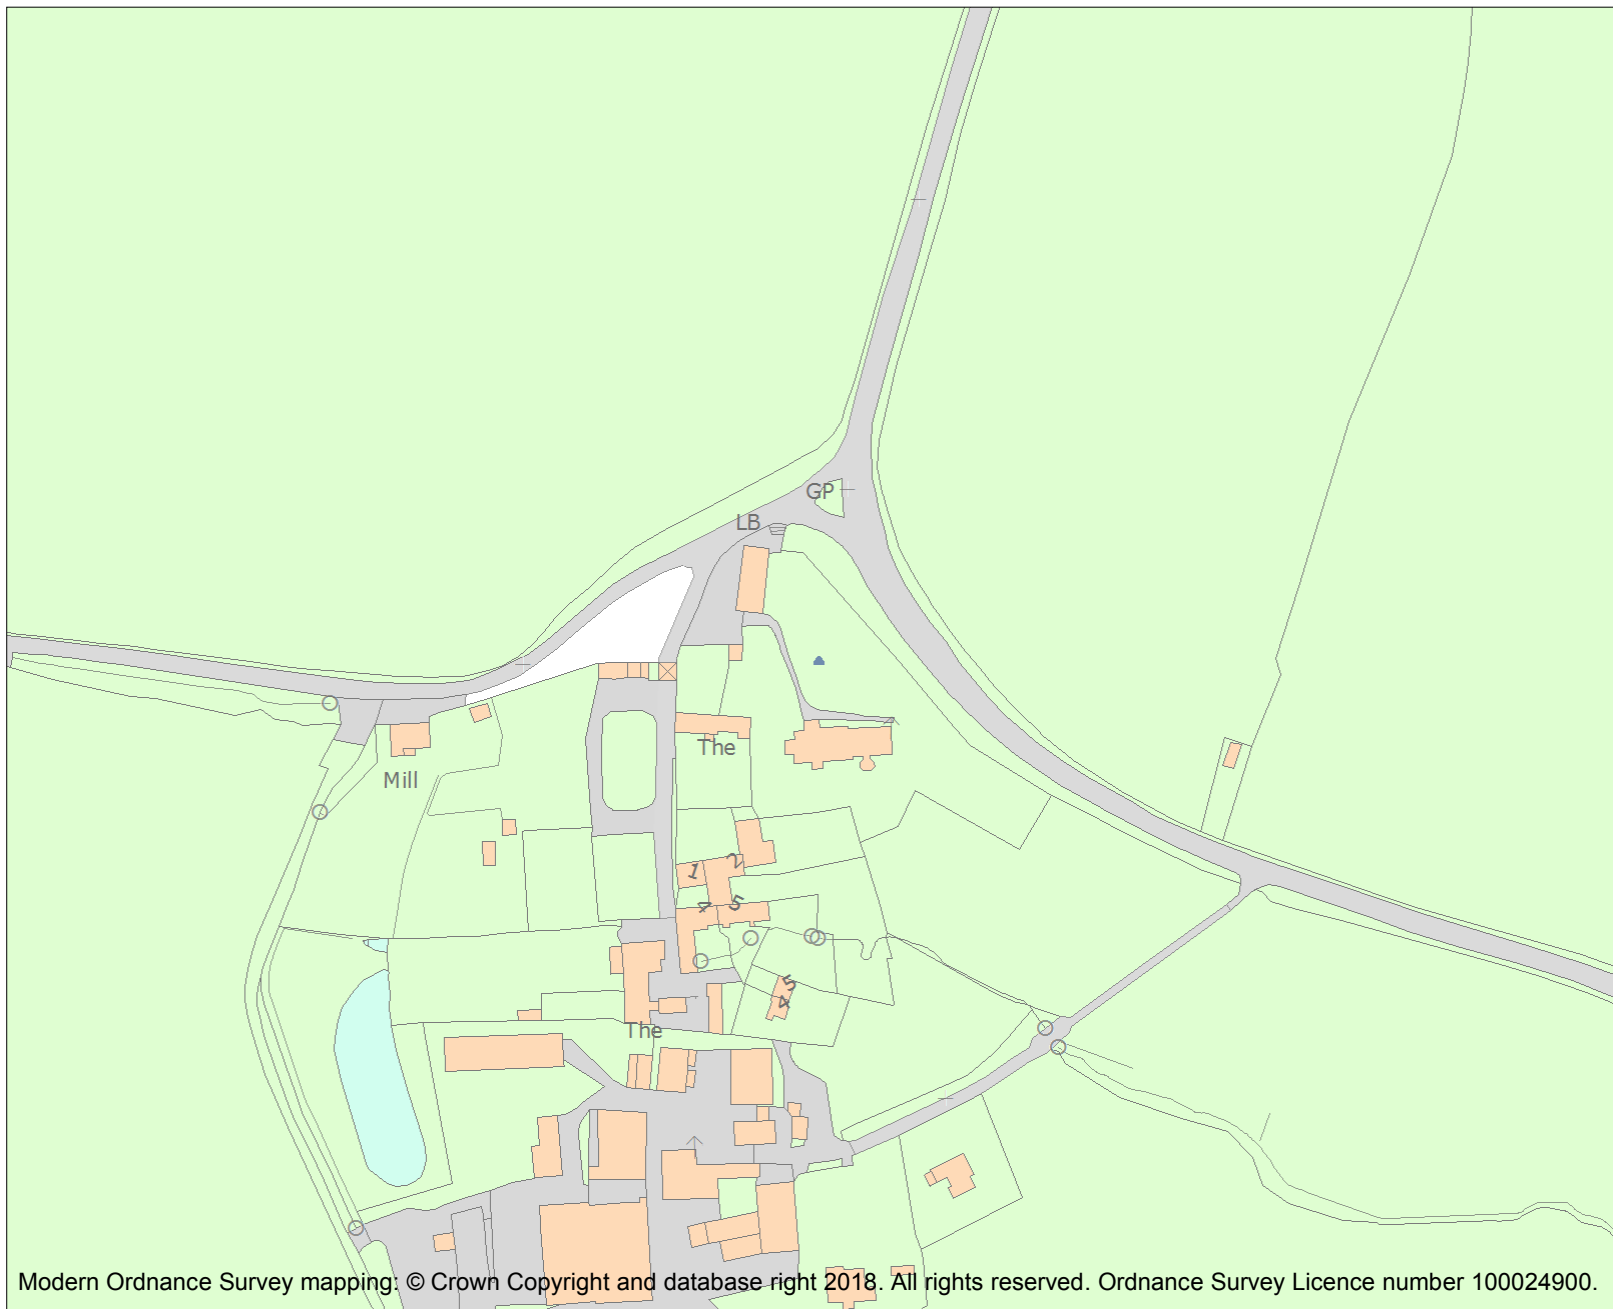 GP
LB
The
Mill
1
2
4
5
5
4
The
Modern Ordnance Survey mapping: © Crown Copyright and database right 2018. All rights reserved. Ordnance Survey Licence number 100024900.